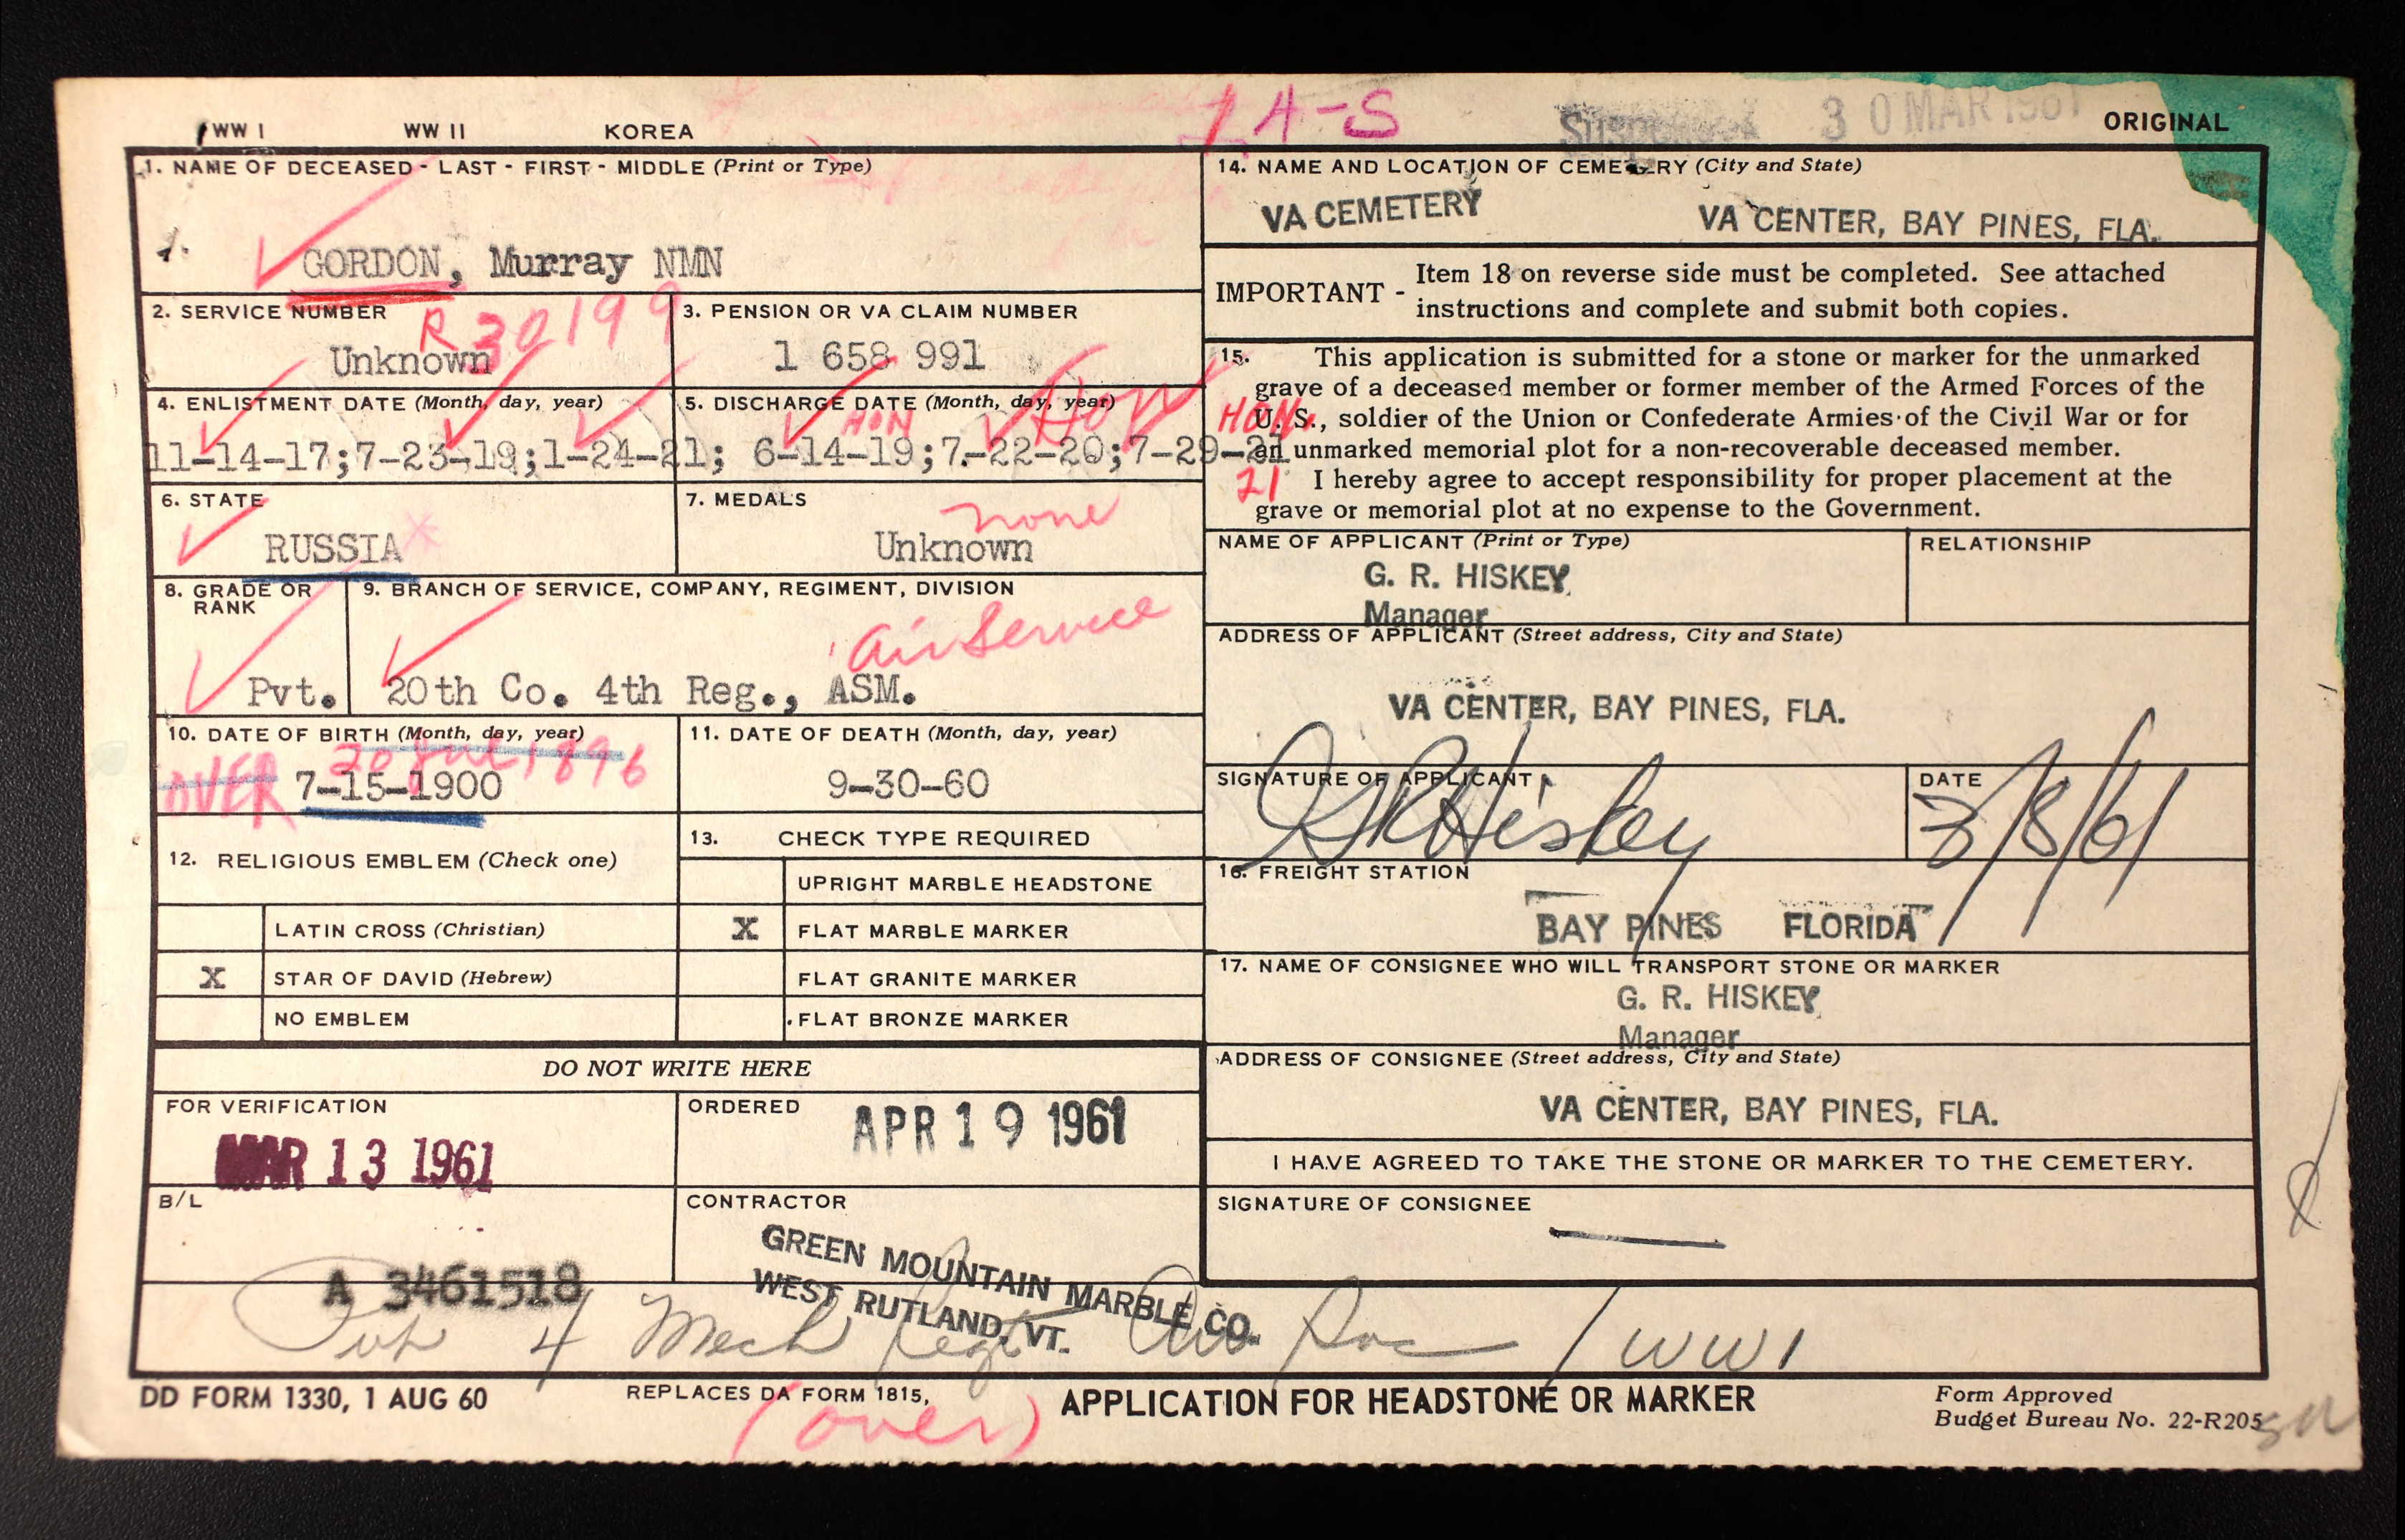 WW I WW II KOREA
1 A-S
30 MAR 1961
ORIGINAL
1. NAME OF DECEASED - LAST - FIRST - MIDDLE (Print or Type)
GORDON, Murray NMN
2. SERVICE NUMBER
R30199
Unknown
3. PENSION OR VA CLAIM NUMBER
1 658 991
4. ENLISTMENT DATE (Month, day, year)
11-14-17;7-23-19;1-24-21;
5. DISCHARGE DATE (Month, day, year)
HON HON HON
6-14-19;7-22-20;7-29-21
21
6. STATE
RUSSIA
7. MEDALS
none
Unknown
8. GRADE OR
RANK
Pvt.
9. BRANCH OF SERVICE, COMPANY, REGIMENT, DIVISION
Air Service
20th Co. 4th Reg., ASM.
10. DATE OF BIRTH (Month, day, year)
OVER 20 Jul 1896
7-15-1900
11. DATE OF DEATH (Month, day, year)
9-30-60
12. RELIGIOUS EMBLEM (Check one)
LATIN CROSS (Christian)
X STAR OF DAVID (Hebrew)
NO EMBLEM
13. CHECK TYPE REQUIRED
UPRIGHT MARBLE HEADSTONE
X FLAT MARBLE MARKER
FLAT GRANITE MARKER
FLAT BRONZE MARKER
DO NOT WRITE HERE
FOR VERIFICATION
MAR 13 1961
ORDERED
APR 19 1961
B/L
A 3461518
CONTRACTOR
GREEN MOUNTAIN MARBLE CO.
WEST RUTLAND, VT.
14. NAME AND LOCATION OF CEMETERY (City and State)
VA CEMETERY VA CENTER, BAY PINES, FLA.
IMPORTANT - Item 18 on reverse side must be completed. See attached
instructions and complete and submit both copies.
15. This application is submitted for a stone or marker for the unmarked
grave of a deceased member or former member of the Armed Forces of the
U. S., soldier of the Union or Confederate Armies of the Civil War or for
an unmarked memorial plot for a non-recoverable deceased member.
I hereby agree to accept responsibility for proper placement at the
grave or memorial plot at no expense to the Government.
NAME OF APPLICANT (Print or Type)
G. R. HISKEY
Manager
RELATIONSHIP
ADDRESS OF APPLICANT (Street address, City and State)
VA CENTER, BAY PINES, FLA.
SIGNATURE OF APPLICANT
GRHiskey
DATE
3/8/61
16. FREIGHT STATION
BAY PINES FLORIDA
17. NAME OF CONSIGNEE WHO WILL TRANSPORT STONE OR MARKER
G. R. HISKEY
Manager
ADDRESS OF CONSIGNEE (Street address, City and State)
VA CENTER, BAY PINES, FLA.
I HAVE AGREED TO TAKE THE STONE OR MARKER TO THE CEMETERY.
SIGNATURE OF CONSIGNEE
Pvt 4 Mech Regt WW1
DD FORM 1330, 1 AUG 60
REPLACES DA FORM 1815,
(over)
APPLICATION FOR HEADSTONE OR MARKER
Form Approved
Budget Bureau No. 22-R205